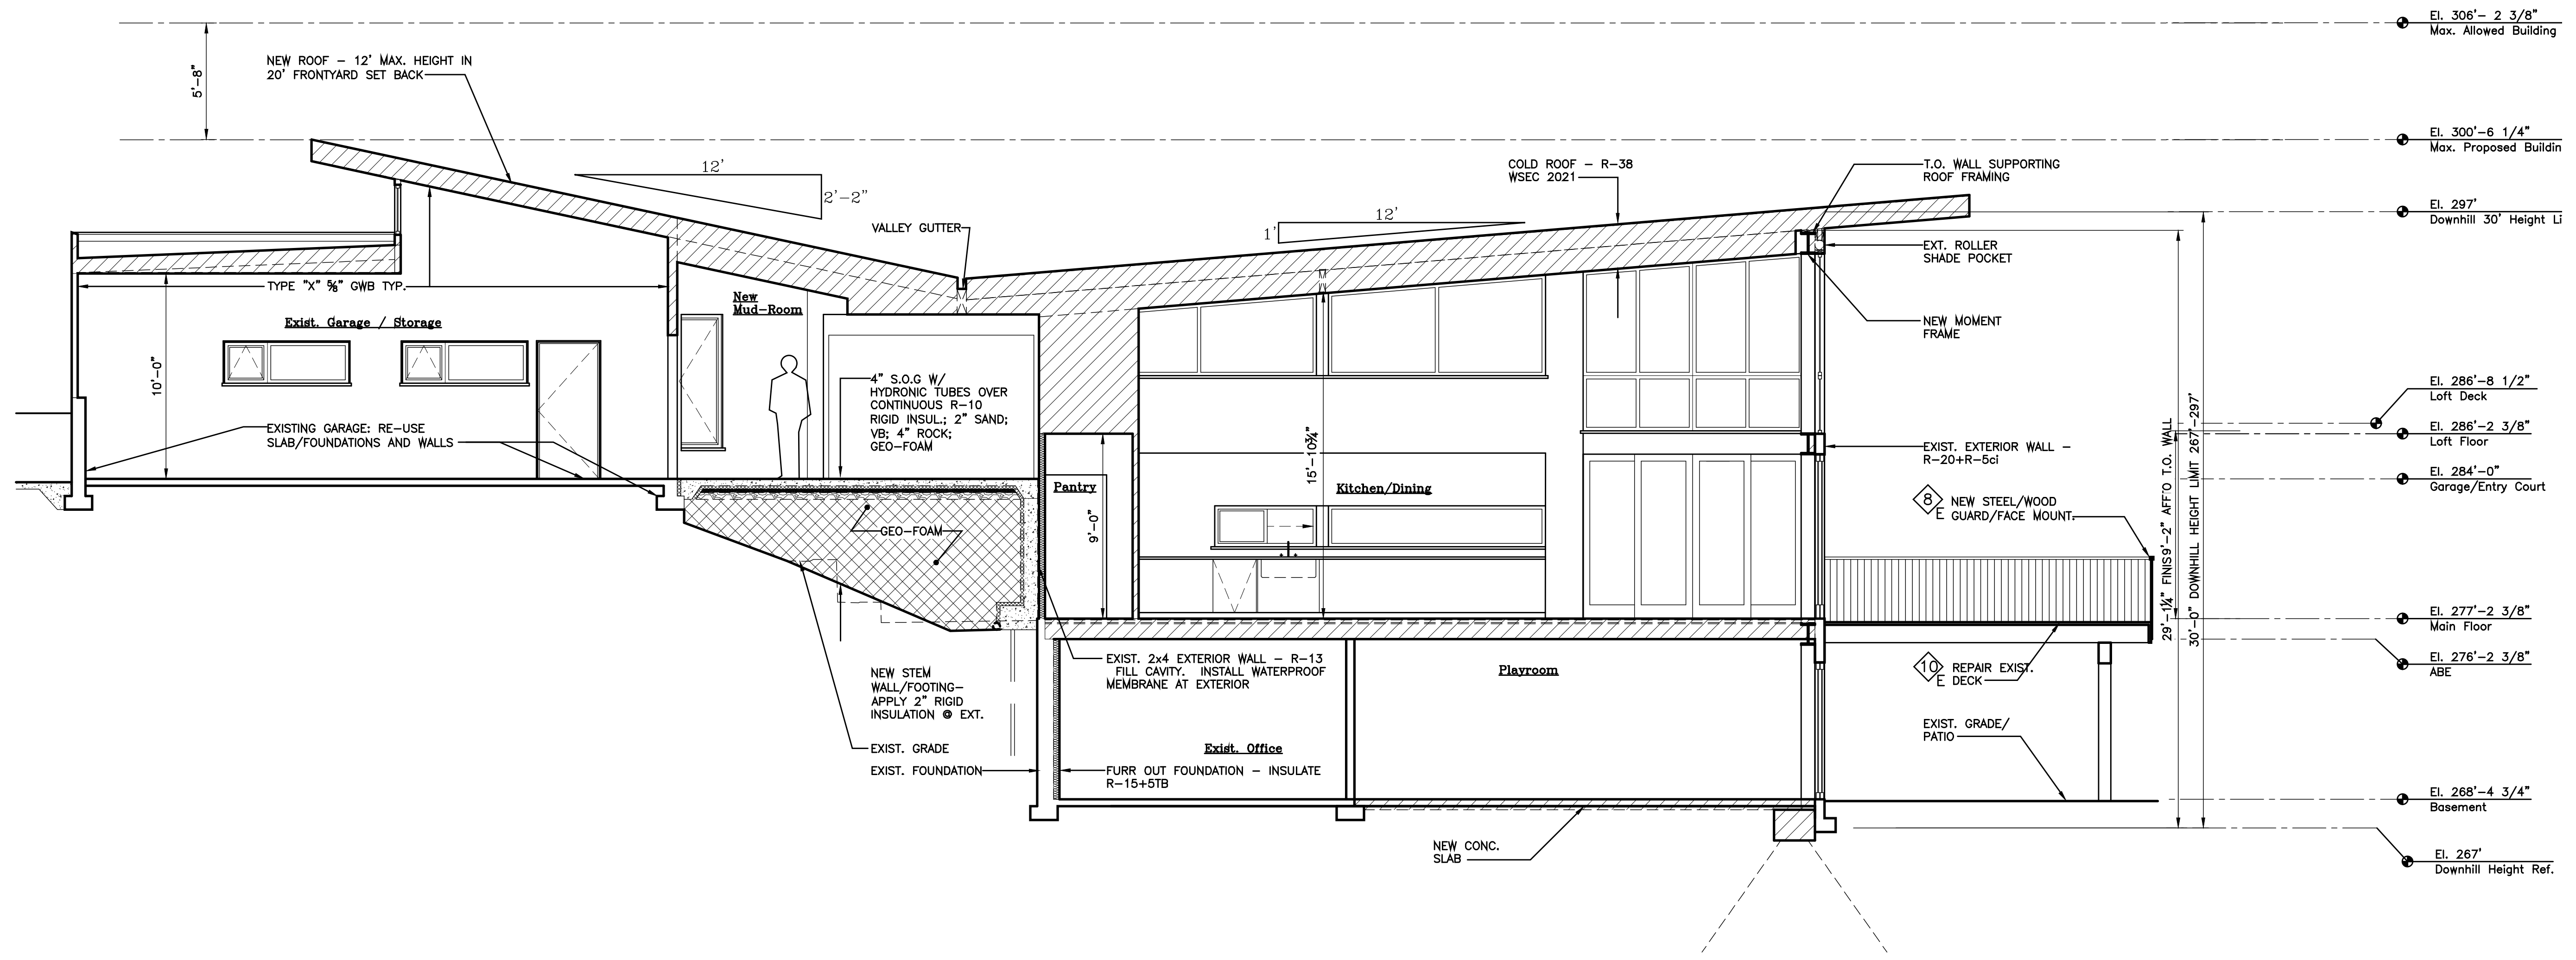 El. 306'- 2 3/8"
Max. Allowed Building
5'-8"
NEW ROOF - 12' MAX. HEIGHT IN
20' FRONTYARD SET BACK
El. 300'-6 1/4"
Max. Proposed Buildin
12'
2'-2"
COLD ROOF - R-38
WSEC 2021
T.O. WALL SUPPORTING
ROOF FRAMING
El. 297'
Downhill 30' Height Li
VALLEY GUTTER
12'
1'
EXT. ROLLER
SHADE POCKET
TYPE "X" ⅝" GWB TYP.
New
Mud-Room
Exist. Garage / Storage
NEW MOMENT
FRAME
10'-0"
4" S.O.G W/
HYDRONIC TUBES OVER
CONTINUOUS R-10
RIGID INSUL.; 2" SAND;
VB; 4" ROCK;
GEO-FOAM
EXISTING GARAGE: RE-USE
SLAB/FOUNDATIONS AND WALLS
15'-10¾"
El. 286'-8 1/2"
Loft Deck
El. 286'-2 3/8"
Loft Floor
EXIST. EXTERIOR WALL -
R-20+R-5ci
El. 284'-0"
Garage/Entry Court
Pantry
Kitchen/Dining
9'-0"
8
E
NEW STEEL/WOOD
GUARD/FACE MOUNT.
GEO-FOAM
9'-2" AFF
TO T.O. WALL
29'-1¼" FINIS
30'-0" DOWNHILL HEIGHT LIMIT 267'-297'
El. 277'-2 3/8"
Main Floor
EXIST. 2x4 EXTERIOR WALL - R-13
FILL CAVITY. INSTALL WATERPROOF
MEMBRANE AT EXTERIOR
Playroom
10
E
REPAIR EXIST.
DECK
El. 276'-2 3/8"
ABE
NEW STEM
WALL/FOOTING-
APPLY 2" RIGID
INSULATION @ EXT.
EXIST. GRADE/
PATIO
EXIST. GRADE
Exist. Office
EXIST. FOUNDATION
FURR OUT FOUNDATION - INSULATE
R-15+5TB
El. 268'-4 3/4"
Basement
NEW CONC.
SLAB
El. 267'
Downhill Height Ref.